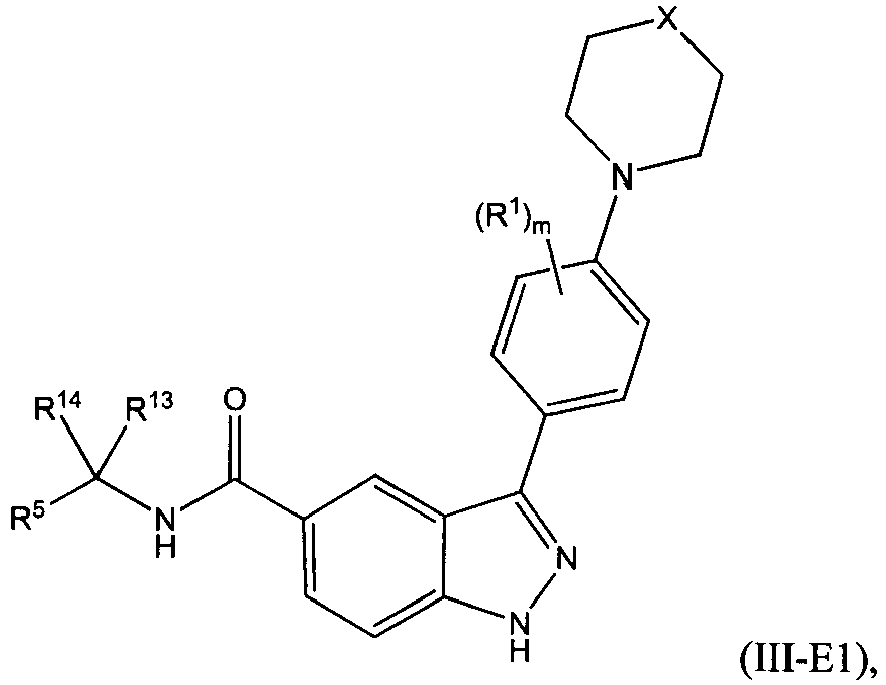 X
N
(R¹)ₘ
R¹⁴ R¹³ O
R⁵ N
H
N
N
H
(III-E1),